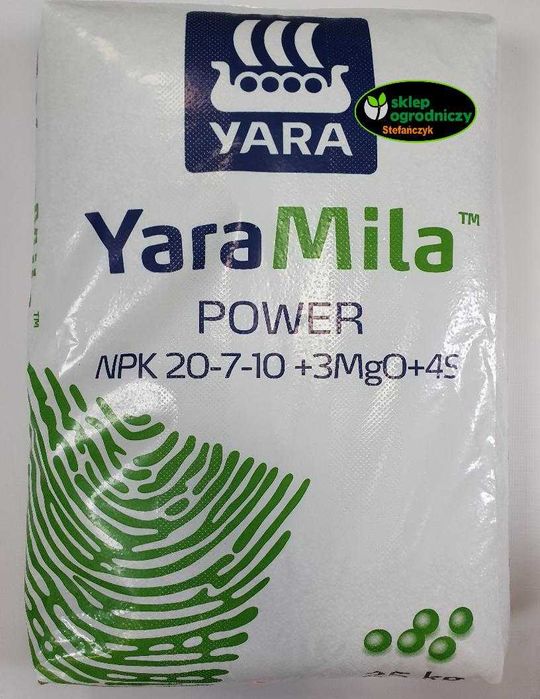 YARA
sklep
ogrodniczy
Stefańczyk
YaraMila™
POWER
NPK 20-7-10 +3MgO+4S